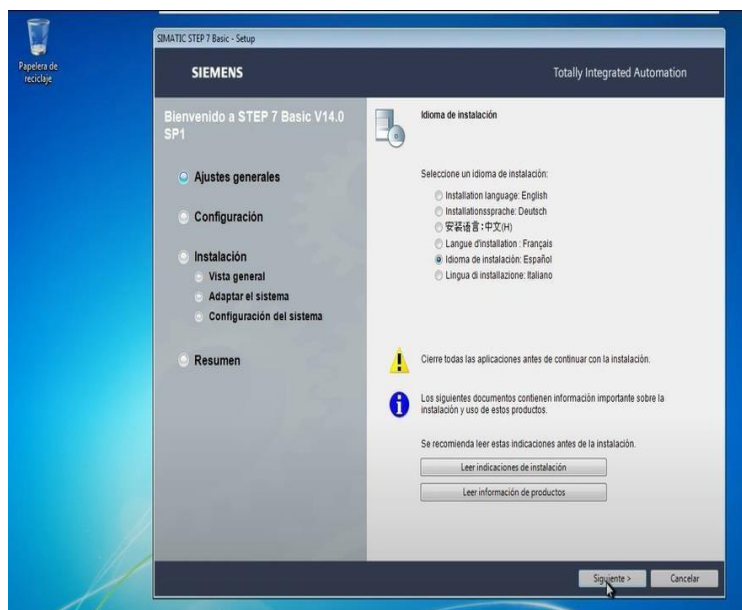 Papelera de
reciclaje
SIMATIC STEP 7 Basic - Setup
SIEMENS
Totally Integrated Automation
Bienvenido a STEP 7 Basic V14.0
SP1
Ajustes generales
Configuración
Instalación
Vista general
Adaptar el sistema
Configuración del sistema
Resumen
Idioma de instalación
Seleccione un idioma de instalación:
Installation language: English
Installationssprache: Deutsch
安装语言：中文(H)
Langue d'installation : Français
Idioma de instalación: Español
Lingua di installazione: Italiano
Cierre todas las aplicaciones antes de continuar con la instalación.
Los siguientes documentos contienen información importante sobre la
instalación y uso de estos productos.
Se recomienda leer estas indicaciones antes de la instalación.
Leer indicaciones de instalación
Leer información de productos
Siguiente >
Cancelar